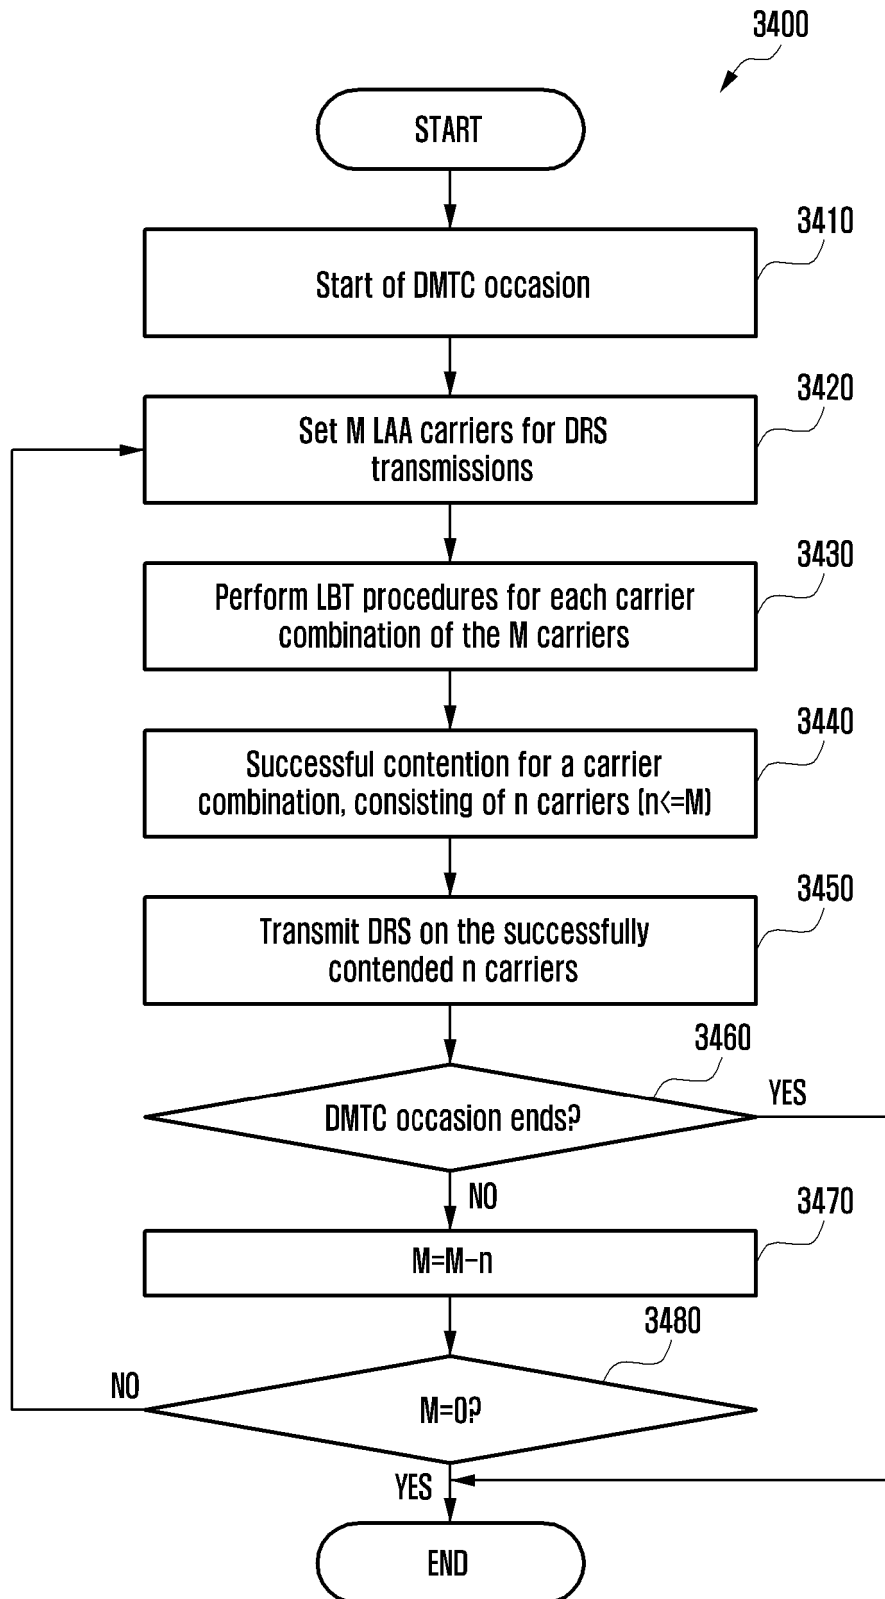 3400
START
3410
Start of DMTC occasion
3420
Set M LAA carriers for DRS
transmissions
3430
Perform LBT procedures for each carrier
combination of the M carriers
3440
Successful contention for a carrier
combination, consisting of n carriers (n<=M)
3450
Transmit DRS on the successfully
contended n carriers
3460
DMTC occasion ends?
YES
NO
3470
M=M-n
3480
M=0?
NO
YES
END